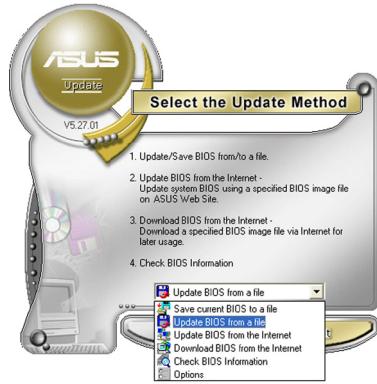 ASUS
Update
V5.27.01
Select the Update Method
1. Update/Save BIOS from/to a file.
2. Update BIOS from the Internet -
Update system BIOS using a specified BIOS image file
on ASUS Web Site.
3. Download BIOS from the Internet -
Download a specified BIOS image file via Internet for
later usage.
4. Check BIOS Information
Update BIOS from a file
Save current BIOS to a file
Update BIOS from a file
Update BIOS from the Internet
Download BIOS from the Internet
Check BIOS Information
Options